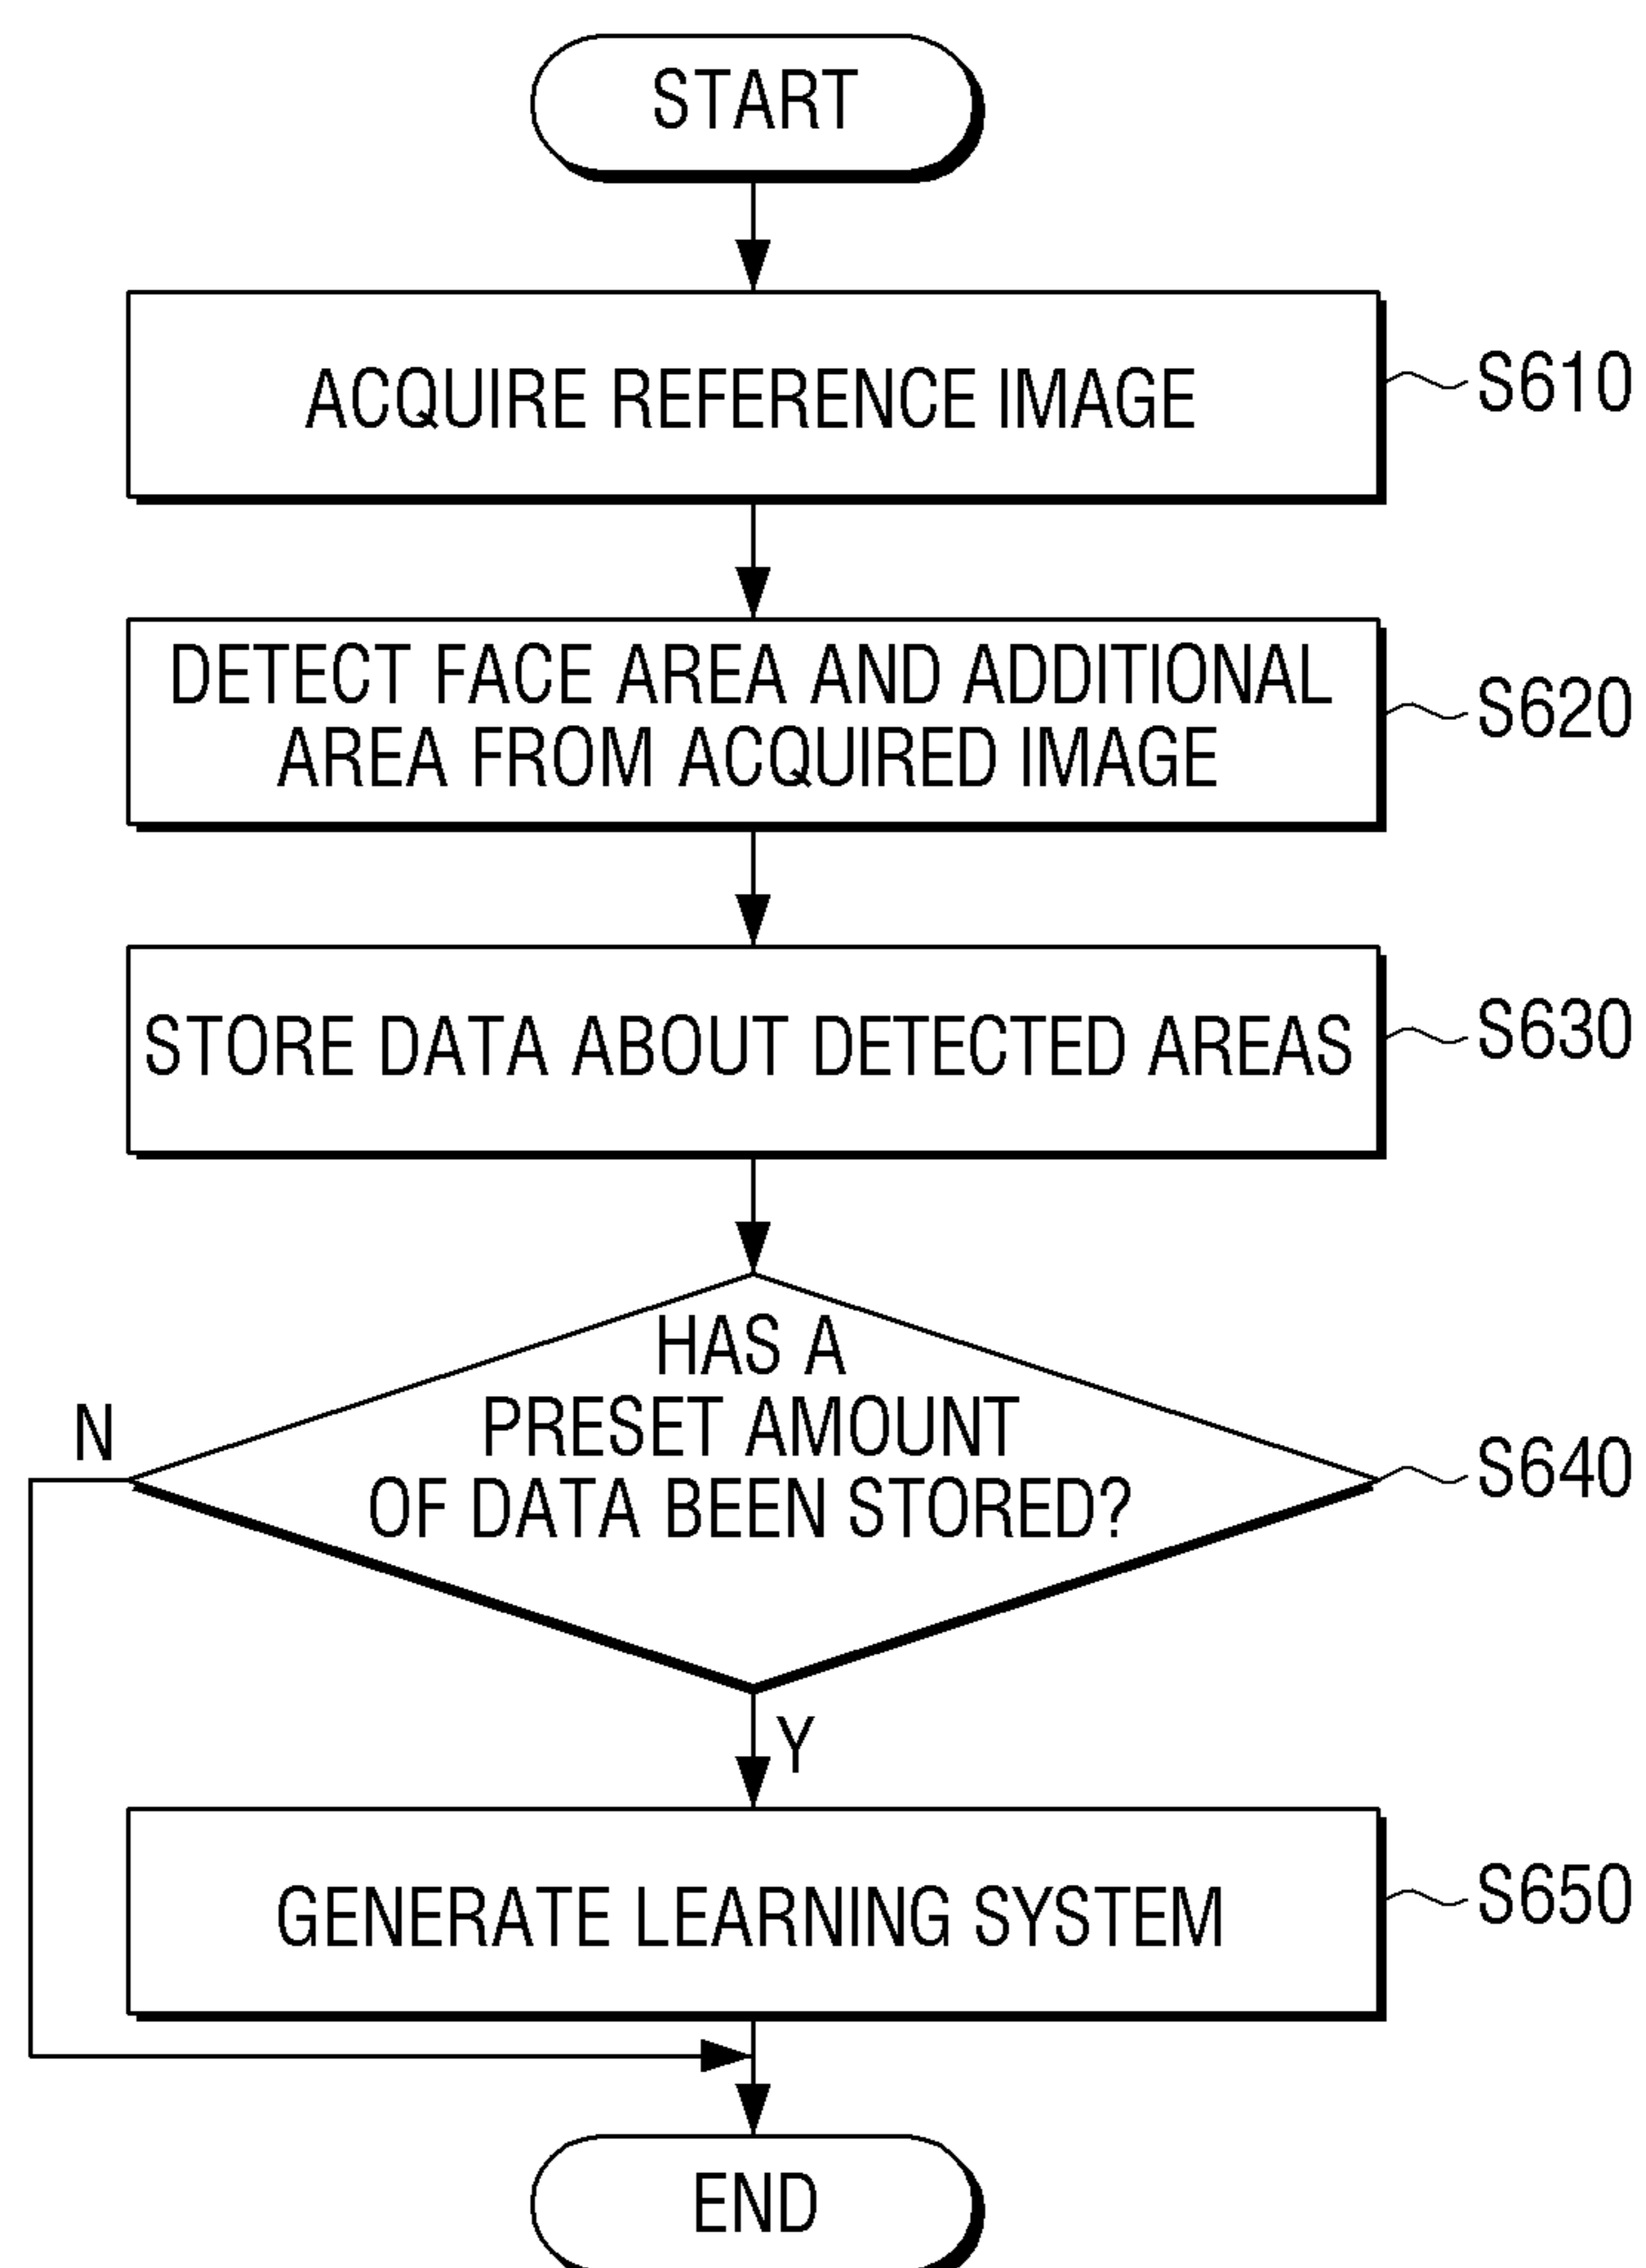 START
ACQUIRE REFERENCE IMAGE
S610
DETECT FACE AREA AND ADDITIONAL
AREA FROM ACQUIRED IMAGE
S620
STORE DATA ABOUT DETECTED AREAS
S630
HAS A
PRESET AMOUNT
OF DATA BEEN STORED?
S640
N
Y
GENERATE LEARNING SYSTEM
S650
END